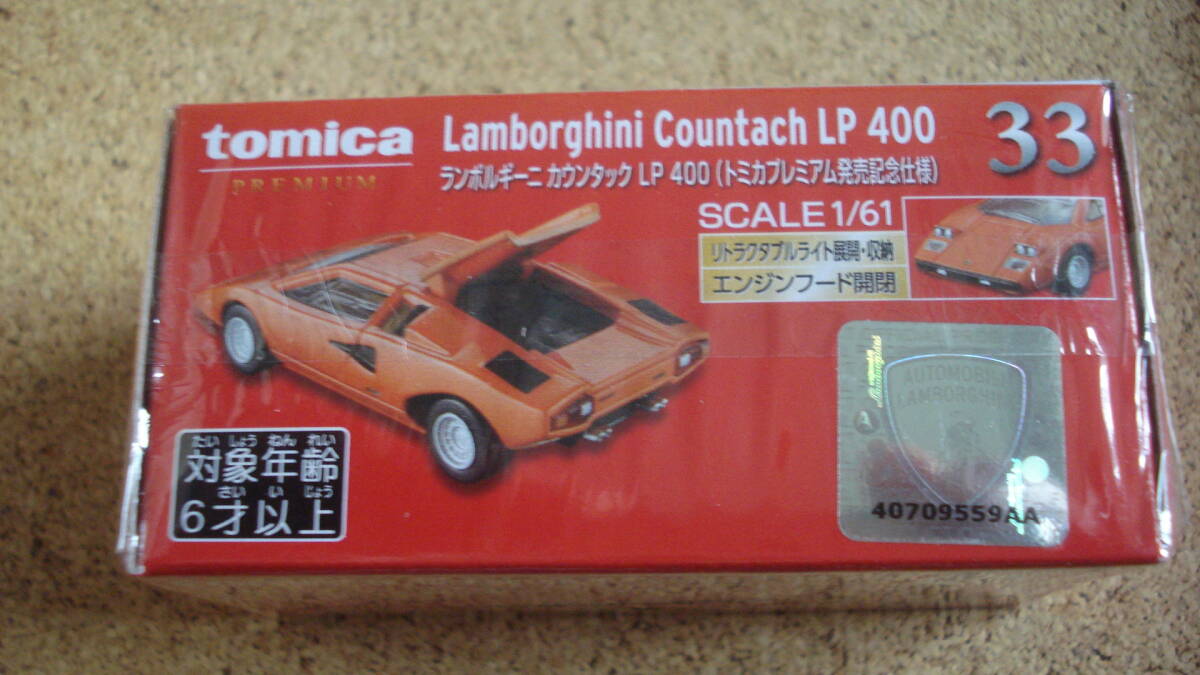 tomica
PREMIUM
Lamborghini Countach LP 400
ランボルギーニ カウンタック LP 400 (トミカプレミアム発売記念仕様)
33
SCALE 1/61
リトラクタブルライト展開・収納
エンジンフード開閉
たいしょうねんれい
対象年齢
さいいじょう
6才以上
Automobili
Lamborghini
A
AUTOMOBILI
LAMBORGHINI
40709559AA